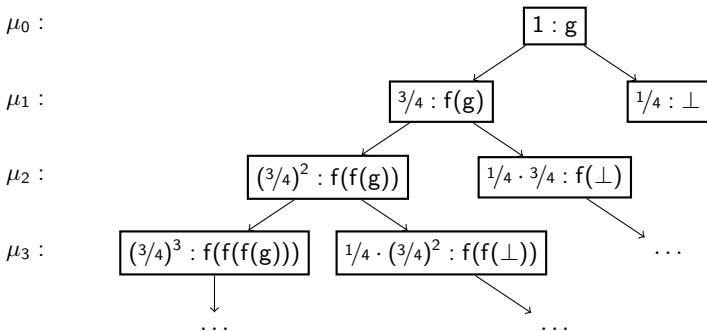 μ₀ : 1 : g
μ₁ : 3/4 : f(g) 1/4 : ⊥
μ₂ : (3/4)² : f(f(g)) 1/4 · 3/4 : f(⊥)
μ₃ : (3/4)³ : f(f(f(g))) 1/4 · (3/4)² : f(f(⊥)) ...
... ...